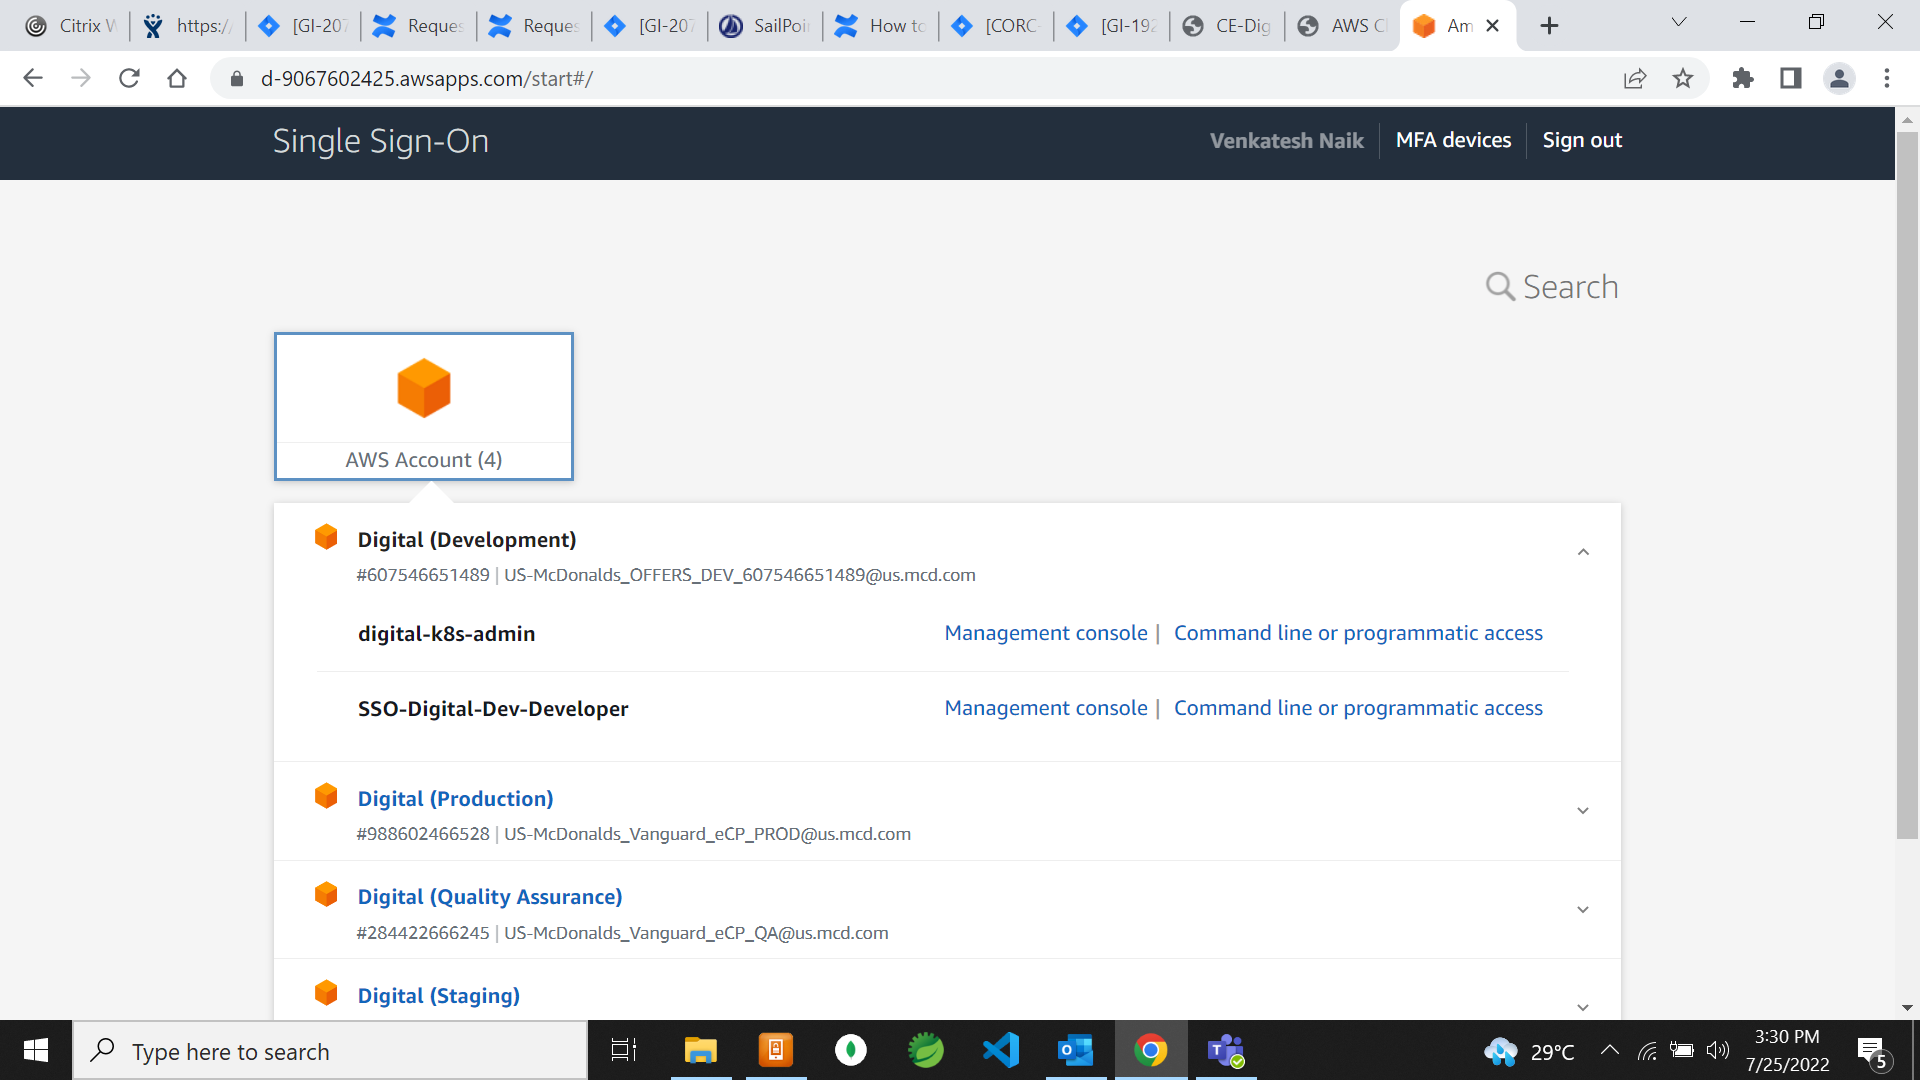 Citrix W https:/ [GI-207 Reques Reques [GI-207 SailPoi How to [CORC- [GI-192 CE-Dig AWS Cl Am
d-9067602425.awsapps.com/start#/
Single Sign-On Venkatesh Naik MFA devices Sign out
Search
AWS Account (4)
Digital (Development)
#607546651489 | US-McDonalds_OFFERS_DEV_607546651489@us.mcd.com
digital-k8s-admin Management console | Command line or programmatic access
SSO-Digital-Dev-Developer Management console | Command line or programmatic access
Digital (Production)
#988602466528 | US-McDonalds_Vanguard_eCP_PROD@us.mcd.com
Digital (Quality Assurance)
#284422666245 | US-McDonalds_Vanguard_eCP_QA@us.mcd.com
Digital (Staging)
Type here to search 29°C 3:30 PM
7/25/2022 5